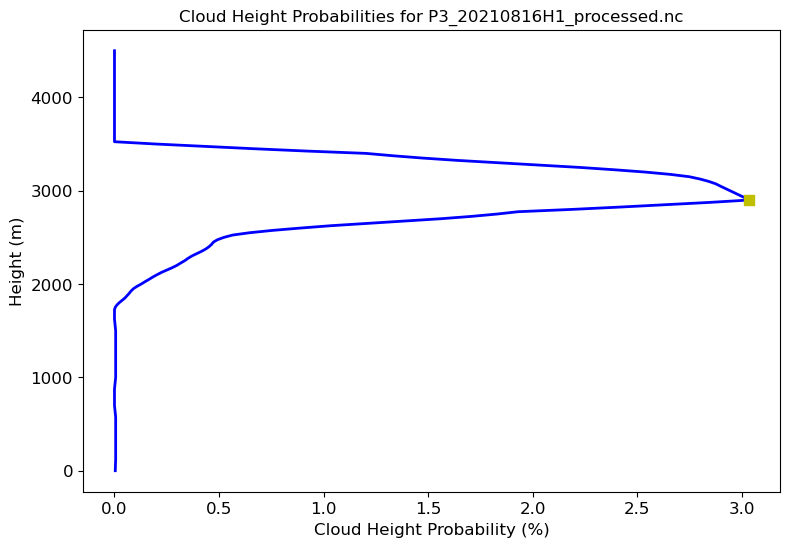 Cloud Height Probabilities for P3_20210816H1_processed.nc
Height (m)
4000
3000
2000
1000
0
0.0 0.5 1.0 1.5 2.0 2.5 3.0
Cloud Height Probability (%)